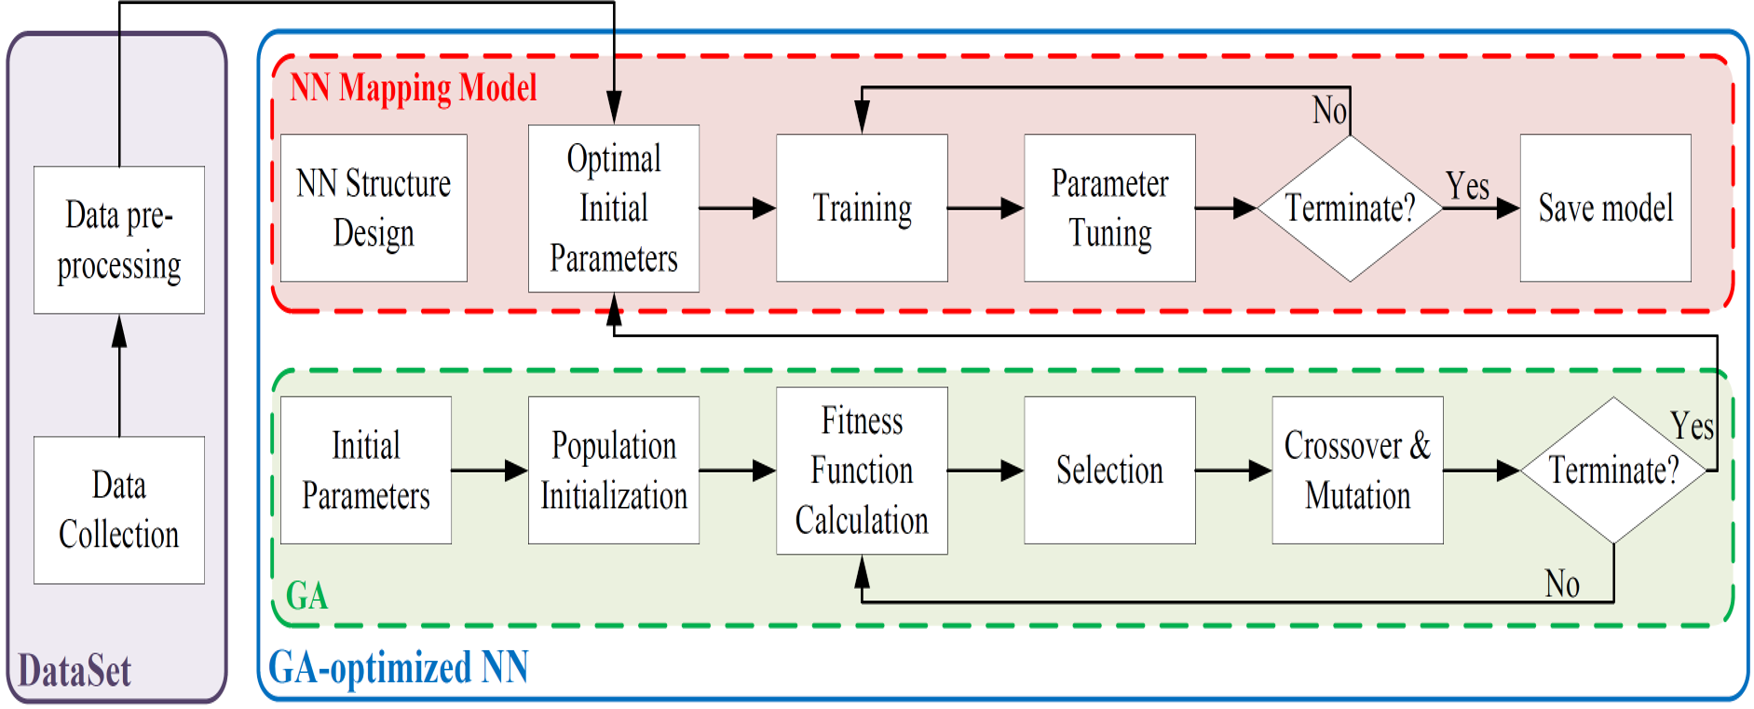 Data pre-
processing
Data
Collection
DataSet
NN Mapping Model
NN Structure
Design
Optimal
Initial
Parameters
Training
Parameter
Tuning
No
Terminate?
Yes
Save model
Initial
Parameters
Population
Initialization
Fitness
Function
Calculation
Selection
Crossover &
Mutation
Terminate?
Yes
No
GA
GA-optimized NN